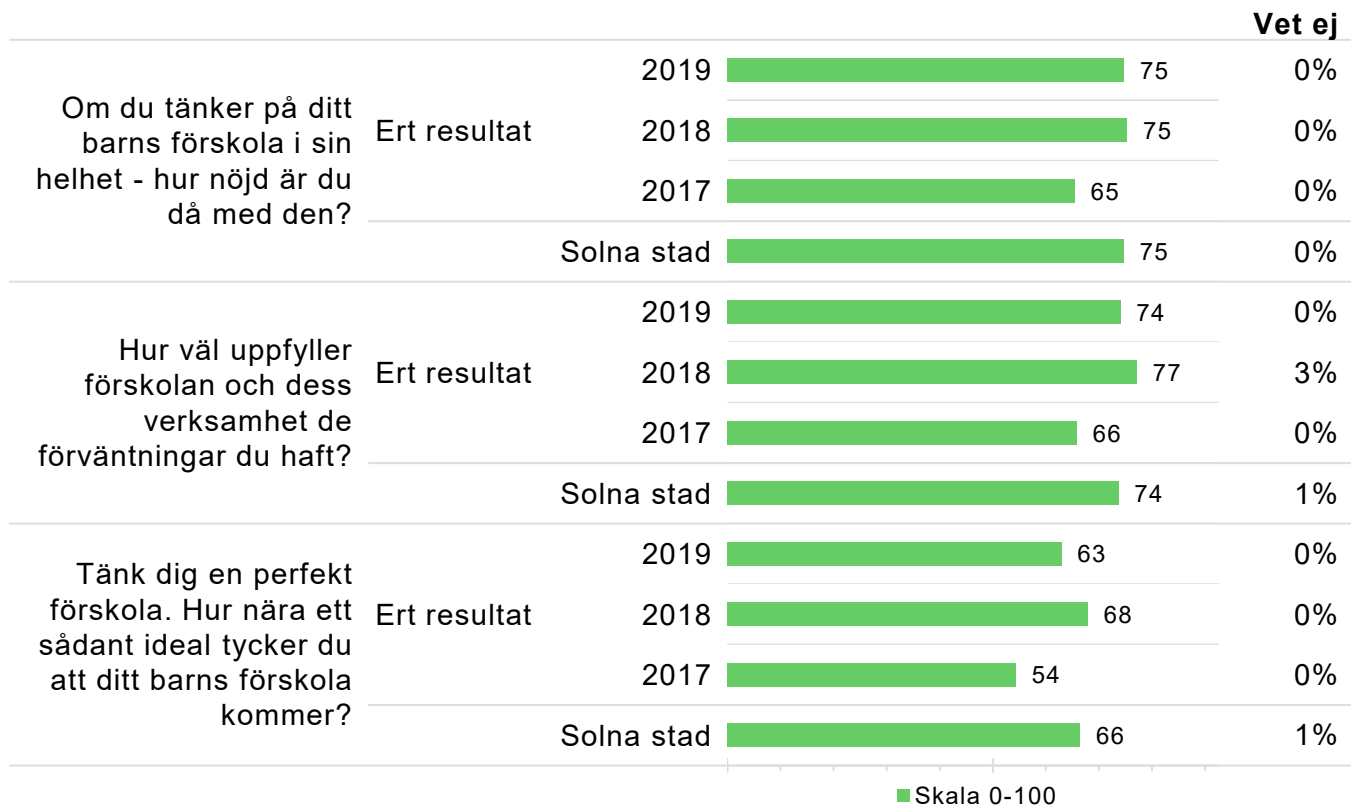 Vet ej
Om du tänker på ditt
barns förskola i sin
helhet - hur nöjd är du
då med den?
Ert resultat
2019 75 0%
2018 75 0%
2017 65 0%
Solna stad 75 0%
Hur väl uppfyller
förskolan och dess
verksamhet de
förväntningar du haft?
Ert resultat
2019 74 0%
2018 77 3%
2017 66 0%
Solna stad 74 1%
Tänk dig en perfekt
förskola. Hur nära ett
sådant ideal tycker du
att ditt barns förskola
kommer?
Ert resultat
2019 63 0%
2018 68 0%
2017 54 0%
Solna stad 66 1%
Skala 0-100